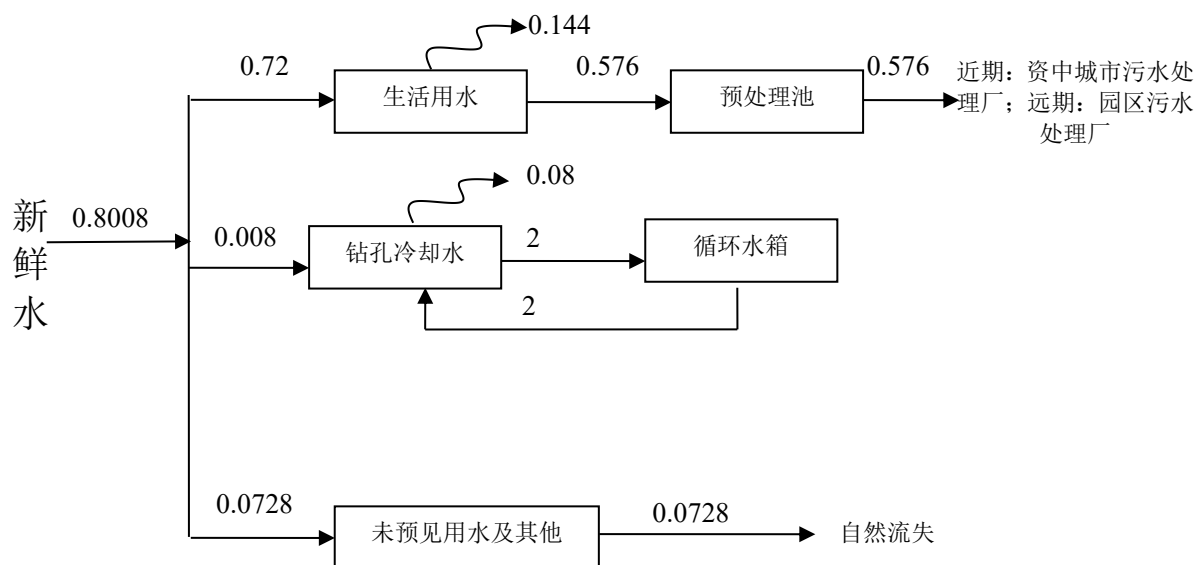 0.144
0.72
生活用水
0.576
预处理池
0.576
近期：资中城市污水处
理厂；远期：园区污水
处理厂
0.08
新
鲜
水
0.8008
0.008
钻孔冷却水
2
循环水箱
2
0.0728
未预见用水及其他
0.0728
自然流失